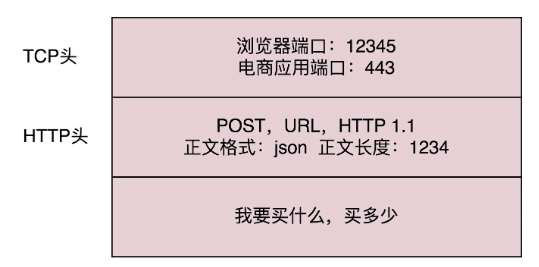 TCP头
浏览器端口：12345
电商应用端口：443
HTTP头
POST，URL，HTTP 1.1
正文格式：json 正文长度：1234
我要买什么，买多少